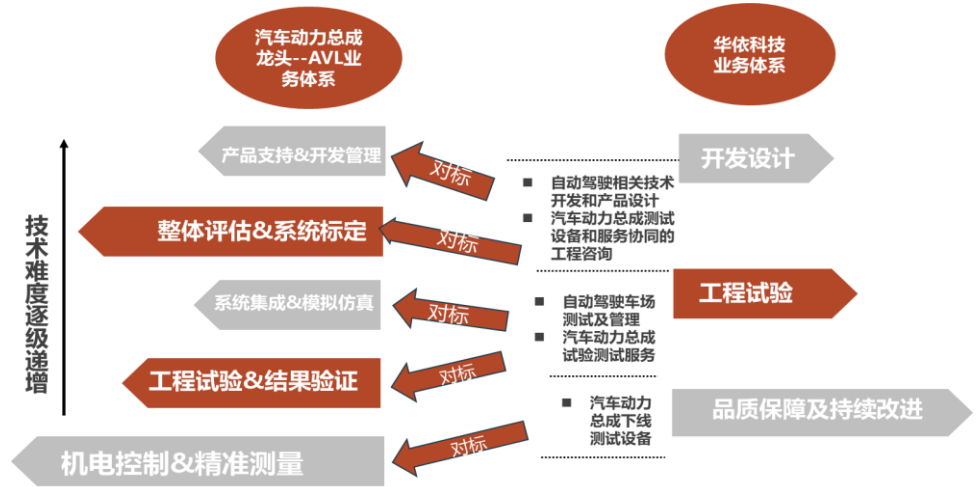 汽车动力总成
龙头--AVL业
务体系
华依科技
业务体系
技术难度逐级递增
产品支持&开发管理
对标
开发设计
■ 自动驾驶相关技术
开发和产品设计
■ 汽车动力总成测试
设备和服务协同的
工程咨询
整体评估&系统标定
对标
工程试验
系统集成&模拟仿真
对标
■ 自动驾驶车场
测试及管理
■ 汽车动力总成
试验测试服务
工程试验&结果验证
对标
品质保障及持续改进
■ 汽车动力
总成下线
测试设备
机电控制&精准测量
对标